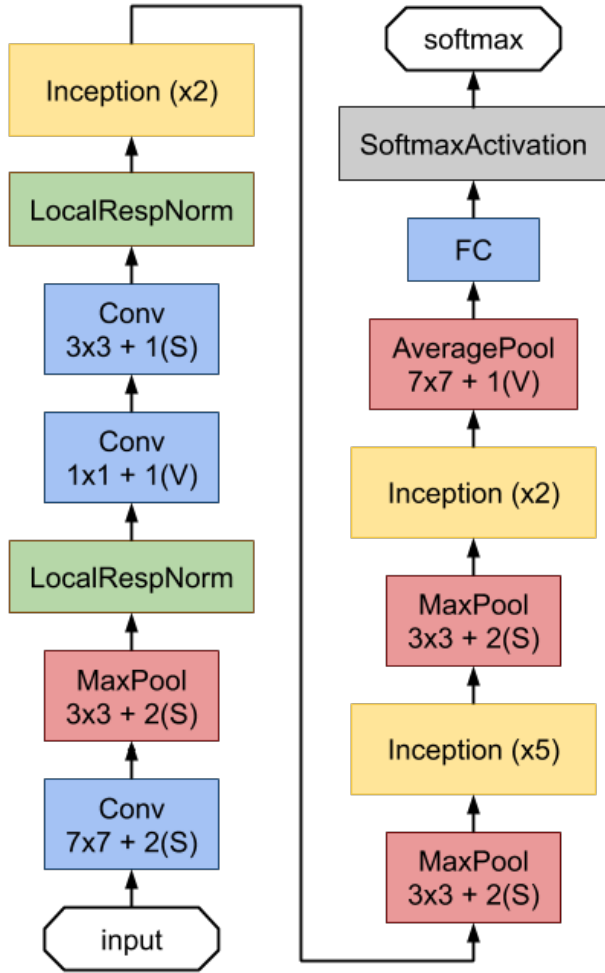 Inception (x2)
LocalRespNorm
Conv
3x3 + 1(S)
Conv
1x1 + 1(V)
LocalRespNorm
MaxPool
3x3 + 2(S)
Conv
7x7 + 2(S)
input
softmax
SoftmaxActivation
FC
AveragePool
7x7 + 1(V)
Inception (x2)
MaxPool
3x3 + 2(S)
Inception (x5)
MaxPool
3x3 + 2(S)